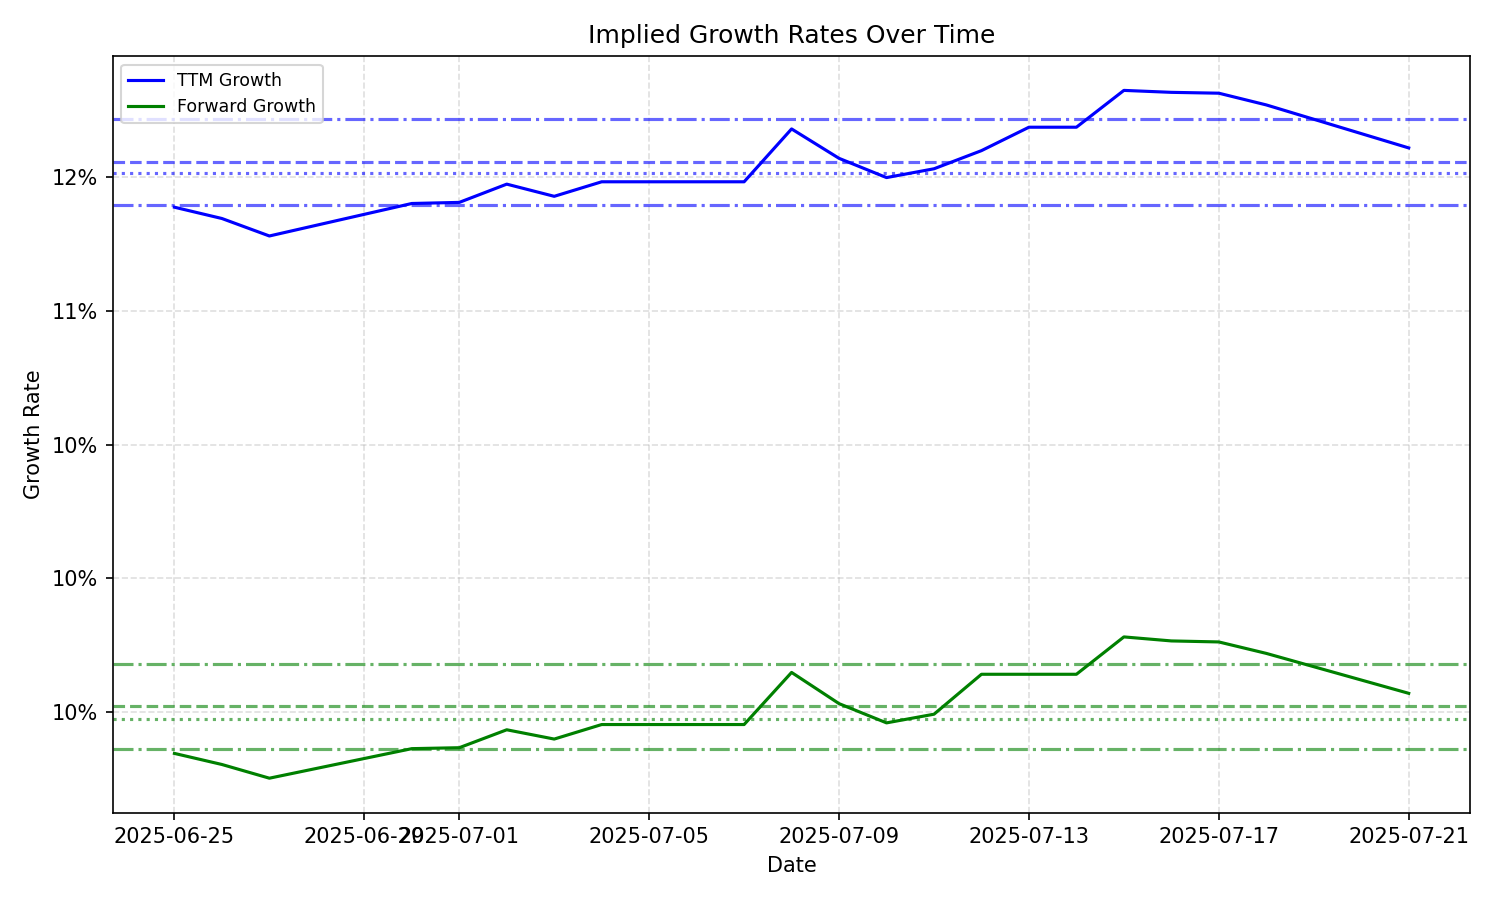 Implied Growth Rates Over Time
TTM Growth
Forward Growth
12%
11%
10%
10%
10%
Growth Rate
2025-06-25
2025-06-29
2025-07-01
2025-07-05
2025-07-09
2025-07-13
2025-07-17
2025-07-21
Date